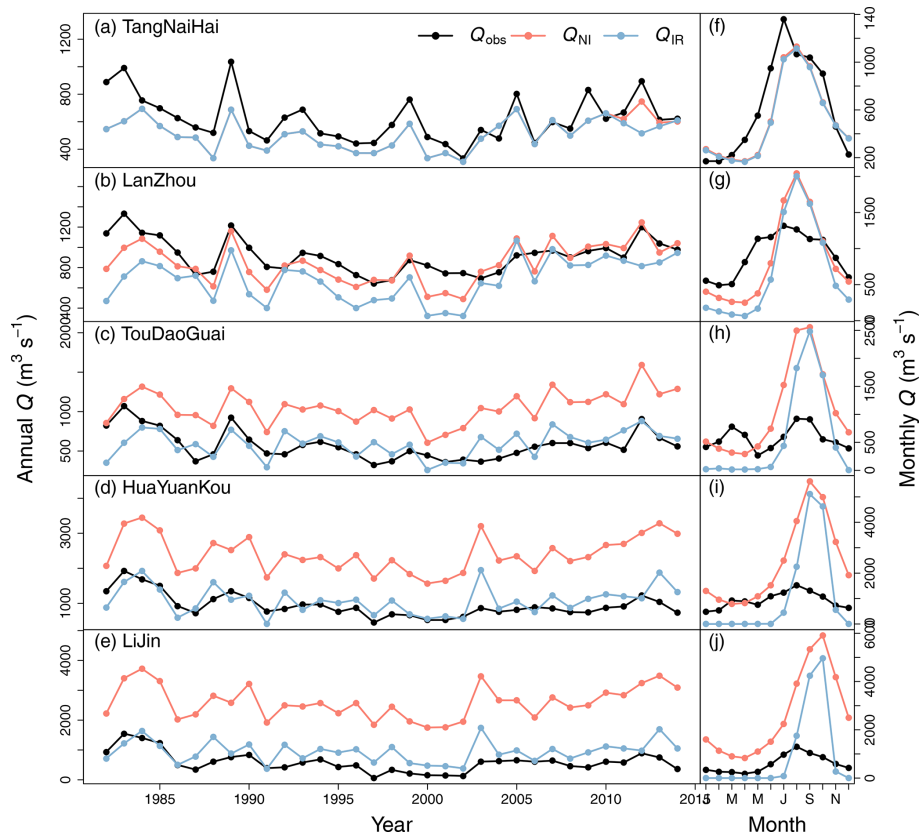 (a) TangNaiHai
Qobs QNI QIR
(f)
400 800 1200
200 600 1000 140
(b) LanZhou
(g)
400 800 1200
500 1500
(c) TouDaoGuai
(h)
500 1000 200
0 500 1500 2500
(d) HuaYuanKou
(i)
1000 3000
2000 4000
(e) LiJin
(j)
0 2000 4000
0 2000 4000 6000
Annual Q (m³ s⁻¹)
Monthly Q (m³ s⁻¹)
1985 1990 1995 2000 2005 2010
M M J S N
Year
Month